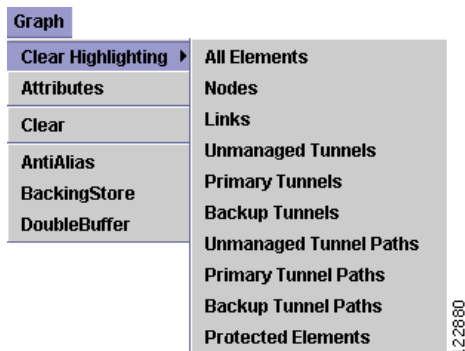 Graph
Clear Highlighting
Attributes
Clear
AntiAlias
BackingStore
DoubleBuffer
All Elements
Nodes
Links
Unmanaged Tunnels
Primary Tunnels
Backup Tunnels
Unmanaged Tunnel Paths
Primary Tunnel Paths
Backup Tunnel Paths
Protected Elements